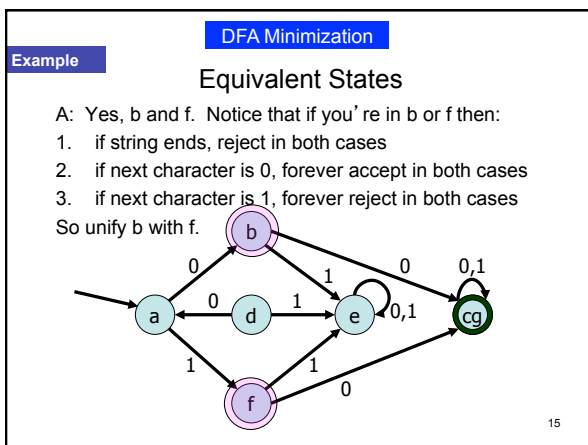 DFA Minimization
Example
Equivalent States
A: Yes, b and f. Notice that if you're in b or f then:
1. if string ends, reject in both cases
2. if next character is 0, forever accept in both cases
3. if next character is 1, forever reject in both cases
So unify b with f.
b
0
1
0
0,1
a
0
d
1
e
0,1
cg
1
1
0
f
15